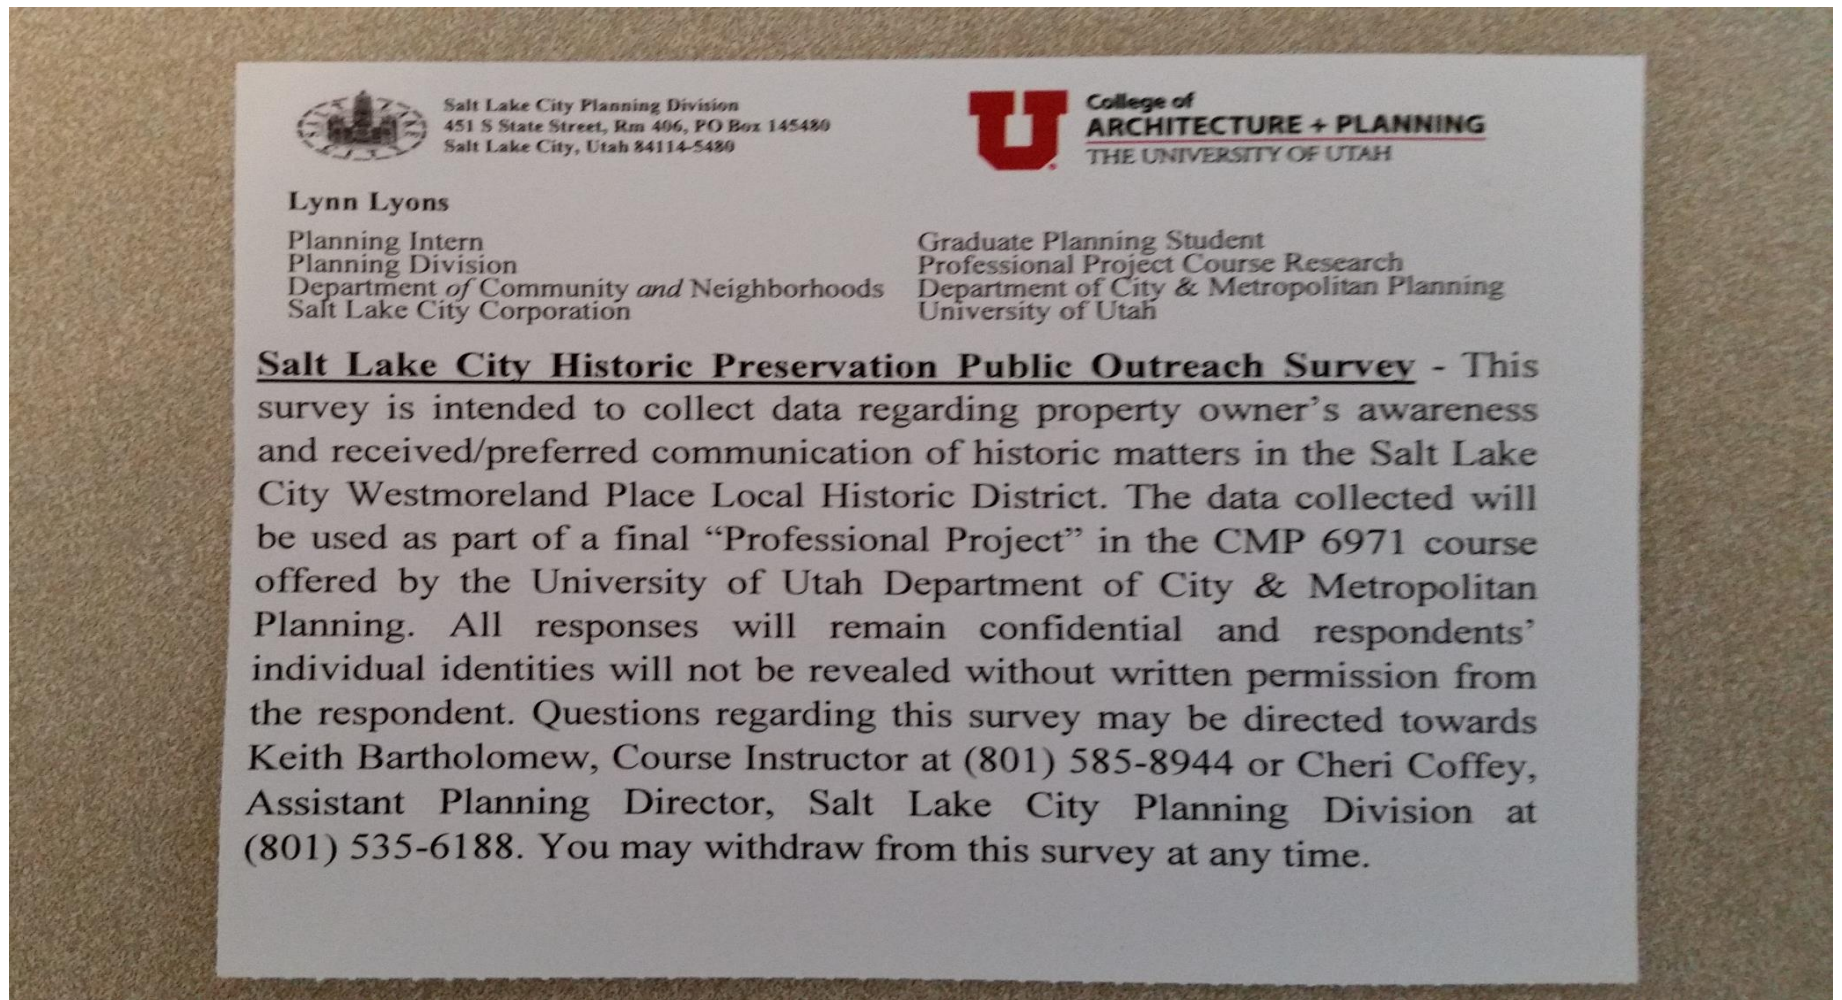 Salt Lake City Planning Division
451 S State Street, Rm 406, PO Box 145480
Salt Lake City, Utah 84114-5480
U
College of
ARCHITECTURE + PLANNING
THE UNIVERSITY OF UTAH
Lynn Lyons
Planning Intern
Planning Division
Department of Community and Neighborhoods
Salt Lake City Corporation
Graduate Planning Student
Professional Project Course Research
Department of City & Metropolitan Planning
University of Utah
Salt Lake City Historic Preservation Public Outreach Survey - This
survey is intended to collect data regarding property owner’s awareness
and received/preferred communication of historic matters in the Salt Lake
City Westmoreland Place Local Historic District. The data collected will
be used as part of a final “Professional Project” in the CMP 6971 course
offered by the University of Utah Department of City & Metropolitan
Planning. All responses will remain confidential and respondents’
individual identities will not be revealed without written permission from
the respondent. Questions regarding this survey may be directed towards
Keith Bartholomew, Course Instructor at (801) 585-8944 or Cheri Coffey,
Assistant Planning Director, Salt Lake City Planning Division at
(801) 535-6188. You may withdraw from this survey at any time.